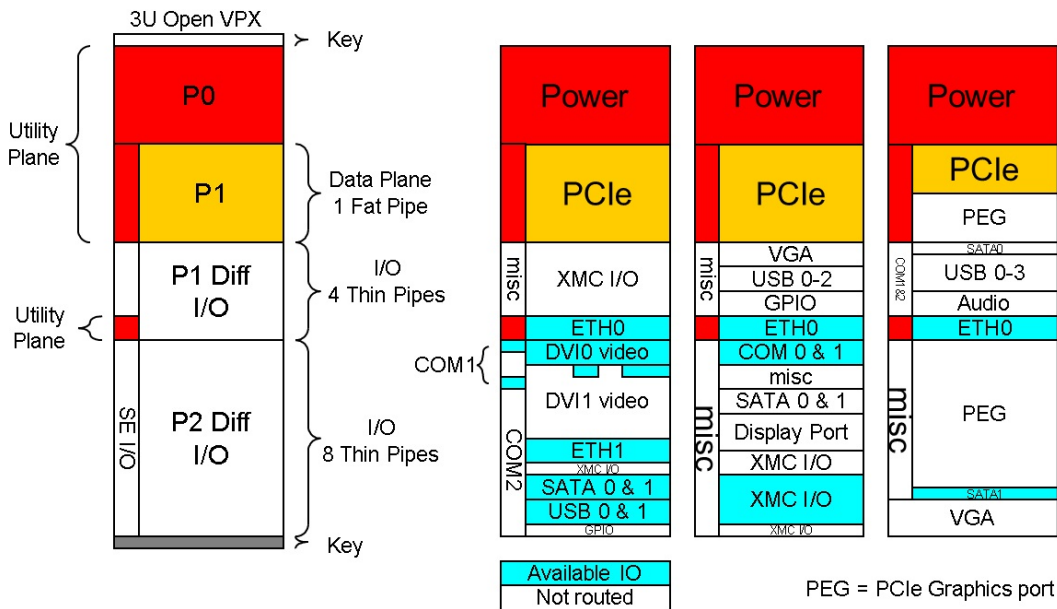 3U Open VPX
Key
P0
Utility
Plane
P1
Data Plane
1 Fat Pipe
P1 Diff
I/O
I/O
4 Thin Pipes
Utility
Plane
SE I/O
P2 Diff
I/O
I/O
8 Thin Pipes
Key
Power
PCIe
misc
XMC I/O
ETH0
COM1
DVI0 video
DVI1 video
COM2
ETH1
XMC I/O
SATA 0 & 1
USB 0 & 1
GPIO
Power
PCIe
misc
VGA
USB 0-2
GPIO
ETH0
COM 0 & 1
misc
misc
SATA 0 & 1
Display Port
XMC I/O
XMC I/O
XMC I/O
Power
PCIe
PEG
COM1&2
SATA0
USB 0-3
Audio
ETH0
misc
PEG
SATA1
VGA
Available IO
Not routed
PEG = PCIe Graphics port